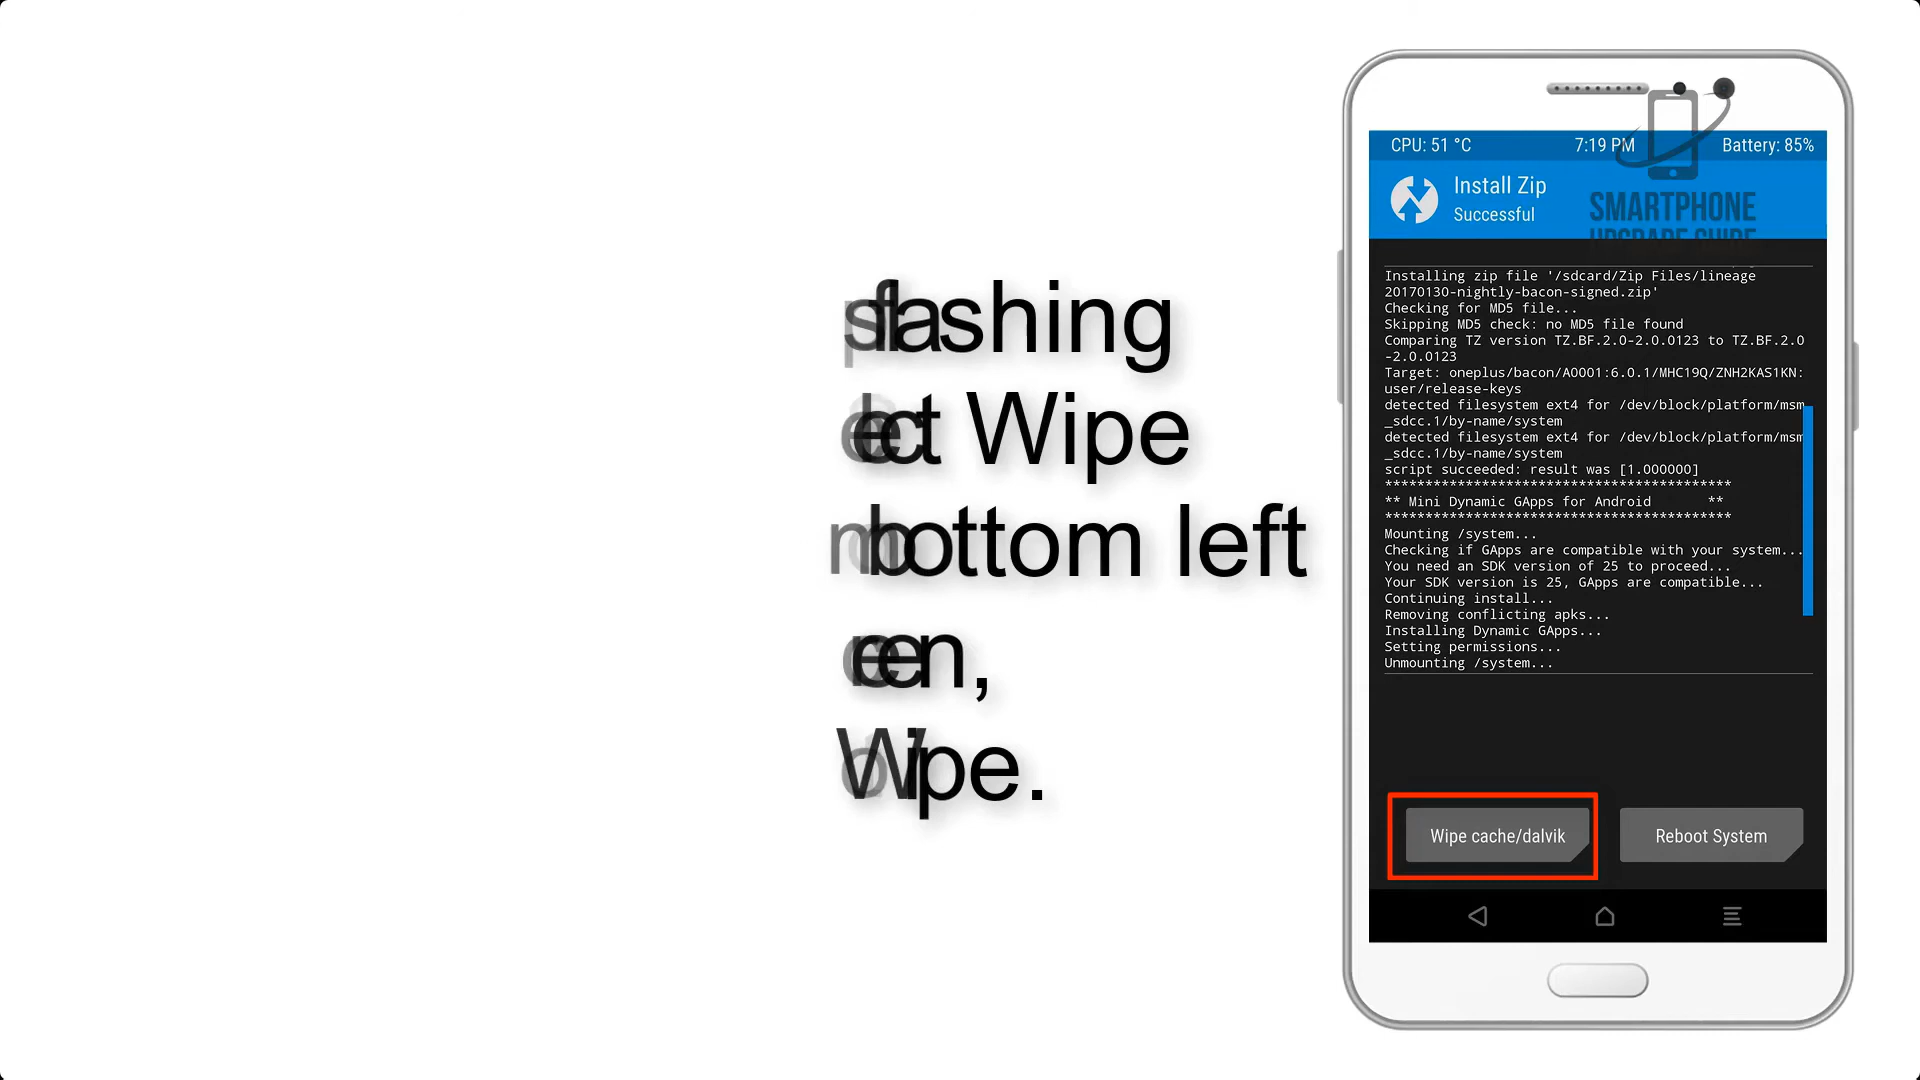 flashing
Wipe
bottom left
Wipe.
CPU: 51 °C
7:19 PM
Battery: 85%
Install Zip
Successful
SMARTPHONE
UPGRADE GUIDE
Installing zip file '/sdcard/Zip Files/lineage
20170130-nightly-bacon-signed.zip'
Checking for MD5 file...
Skipping MD5 check: no MD5 file found
Comparing TZ version TZ.BF.2.0-2.0.0123 to TZ.BF.2.0
-2.0.0123
Target: oneplus/bacon/A0001:6.0.1/MHC19Q/ZNH2KAS1KN:
user/release-keys
detected filesystem ext4 for /dev/block/platform/msm
_sdcc.1/by-name/system
detected filesystem ext4 for /dev/block/platform/msm
_sdcc.1/by-name/system
script succeeded: result was [1.000000]
******************************************
** Mini Dynamic GApps for Android **
******************************************
Mounting /system...
Checking if GApps are compatible with your system...
You need an SDK version of 25 to proceed...
Your SDK version is 25, GApps are compatible...
Continuing install...
Removing conflicting apks...
Installing Dynamic GApps...
Setting permissions...
Unmounting /system...
Wipe cache/dalvik
Reboot System